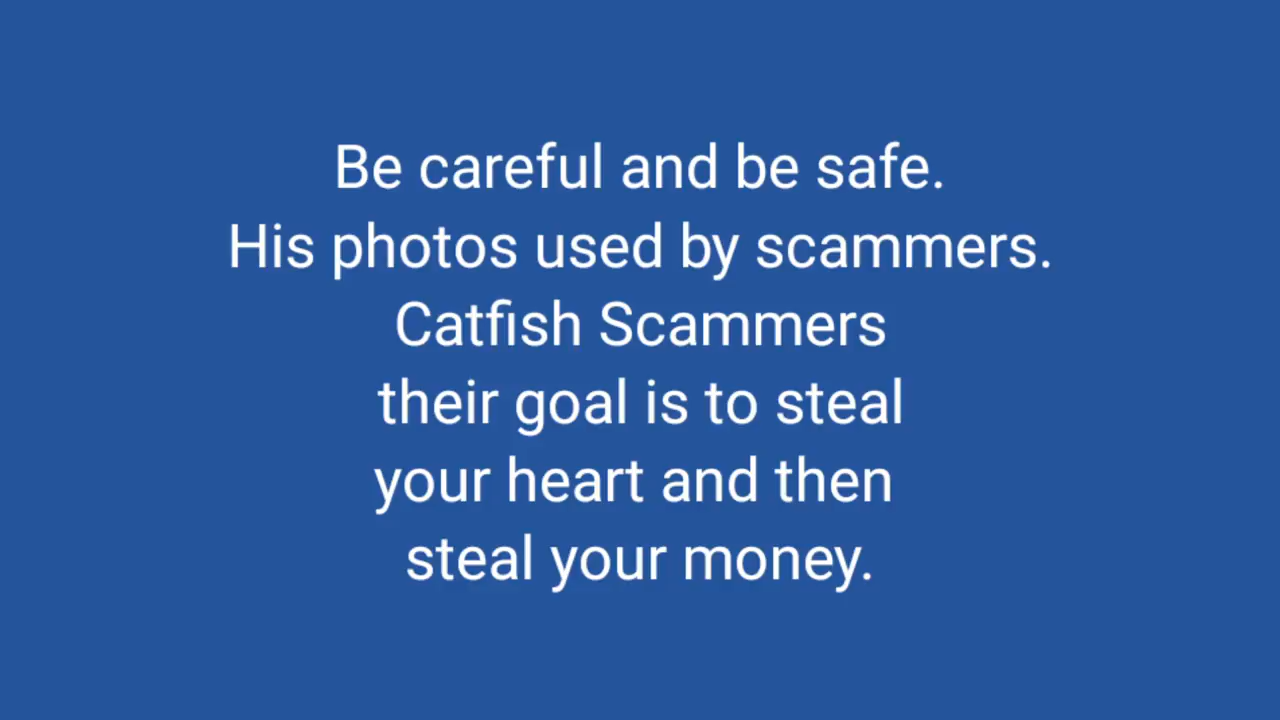 Be careful and be safe.
His photos used by scammers.
Catfish Scammers
their goal is to steal
your heart and then
steal your money.